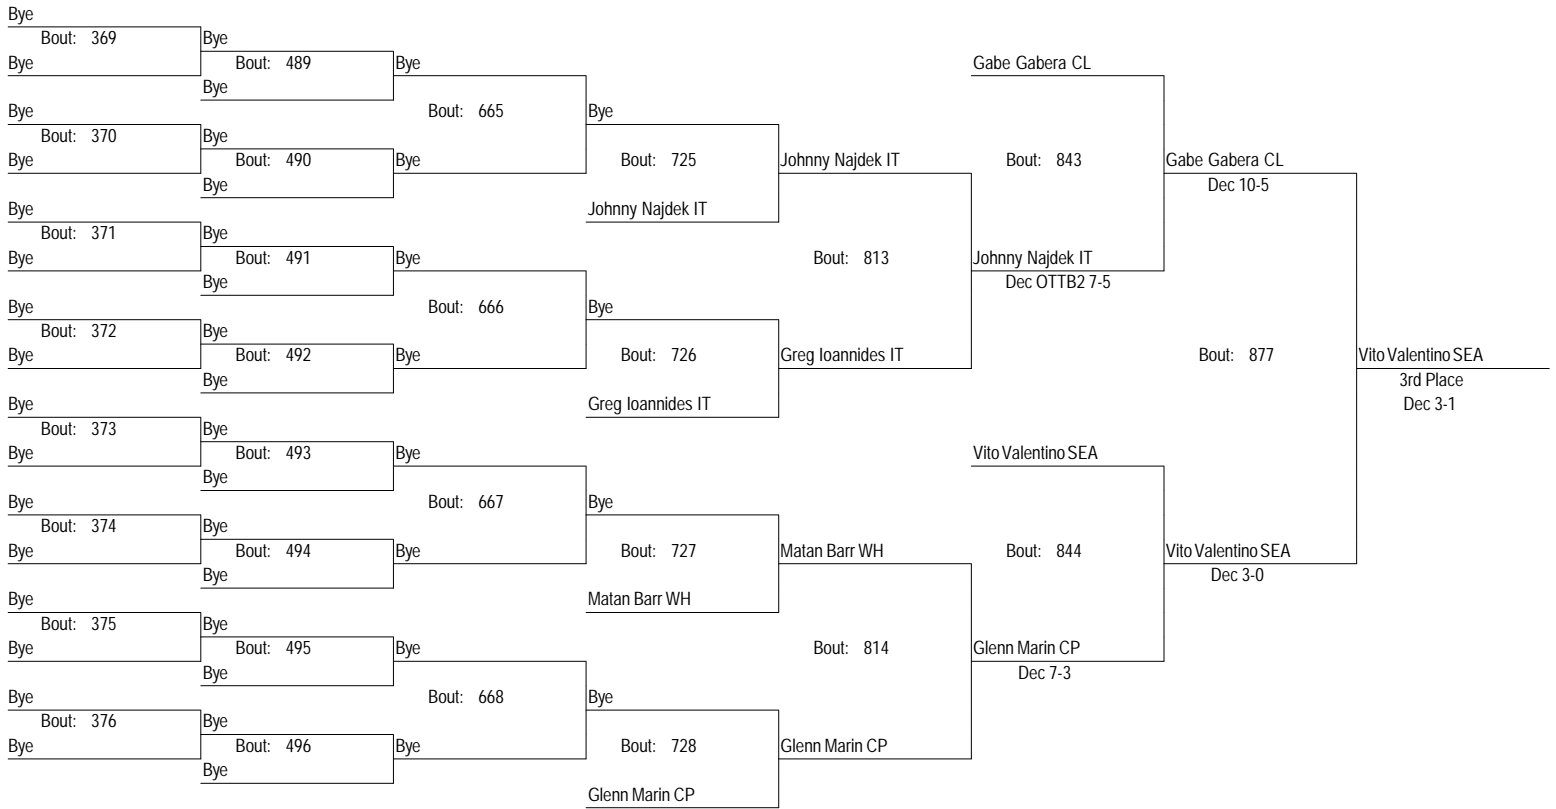 Bye
Bout: 369
Bye
Bye
Bout: 489
Bye
Bye
Bout: 370
Bye
Bye
Bout: 490
Bye
Bye
Bout: 665
Bye
Bye
Bout: 371
Bye
Bye
Bout: 491
Bye
Bye
Bout: 372
Bye
Bye
Bout: 492
Bye
Bye
Bout: 666
Bye
Bye
Bout: 373
Bye
Bye
Bout: 493
Bye
Bye
Bout: 374
Bye
Bye
Bout: 494
Bye
Bye
Bout: 667
Bye
Bye
Bout: 375
Bye
Bye
Bout: 495
Bye
Bye
Bout: 376
Bye
Bye
Bout: 496
Bye
Bye
Bout: 668
Bye
Bye
Bout: 725
Johnny Najdek IT
Bye
Bout: 726
Greg Ioannides IT
Bye
Bout: 727
Matan Barr WH
Bye
Bout: 728
Glenn Marin CP
Johnny Najdek IT
Bout: 813
Greg Ioannides IT
Matan Barr WH
Bout: 814
Glenn Marin CP
Gabe Gabera CL
Bout: 843
Johnny Najdek IT
Dec OTTB2 7-5
Vito Valentino SEA
Bout: 844
Glenn Marin CP
Dec 7-3
Gabe Gabera CL
Dec 10-5
Bout: 877
Vito Valentino SEA
Dec 3-0
Vito Valentino SEA
3rd Place
Dec 3-1